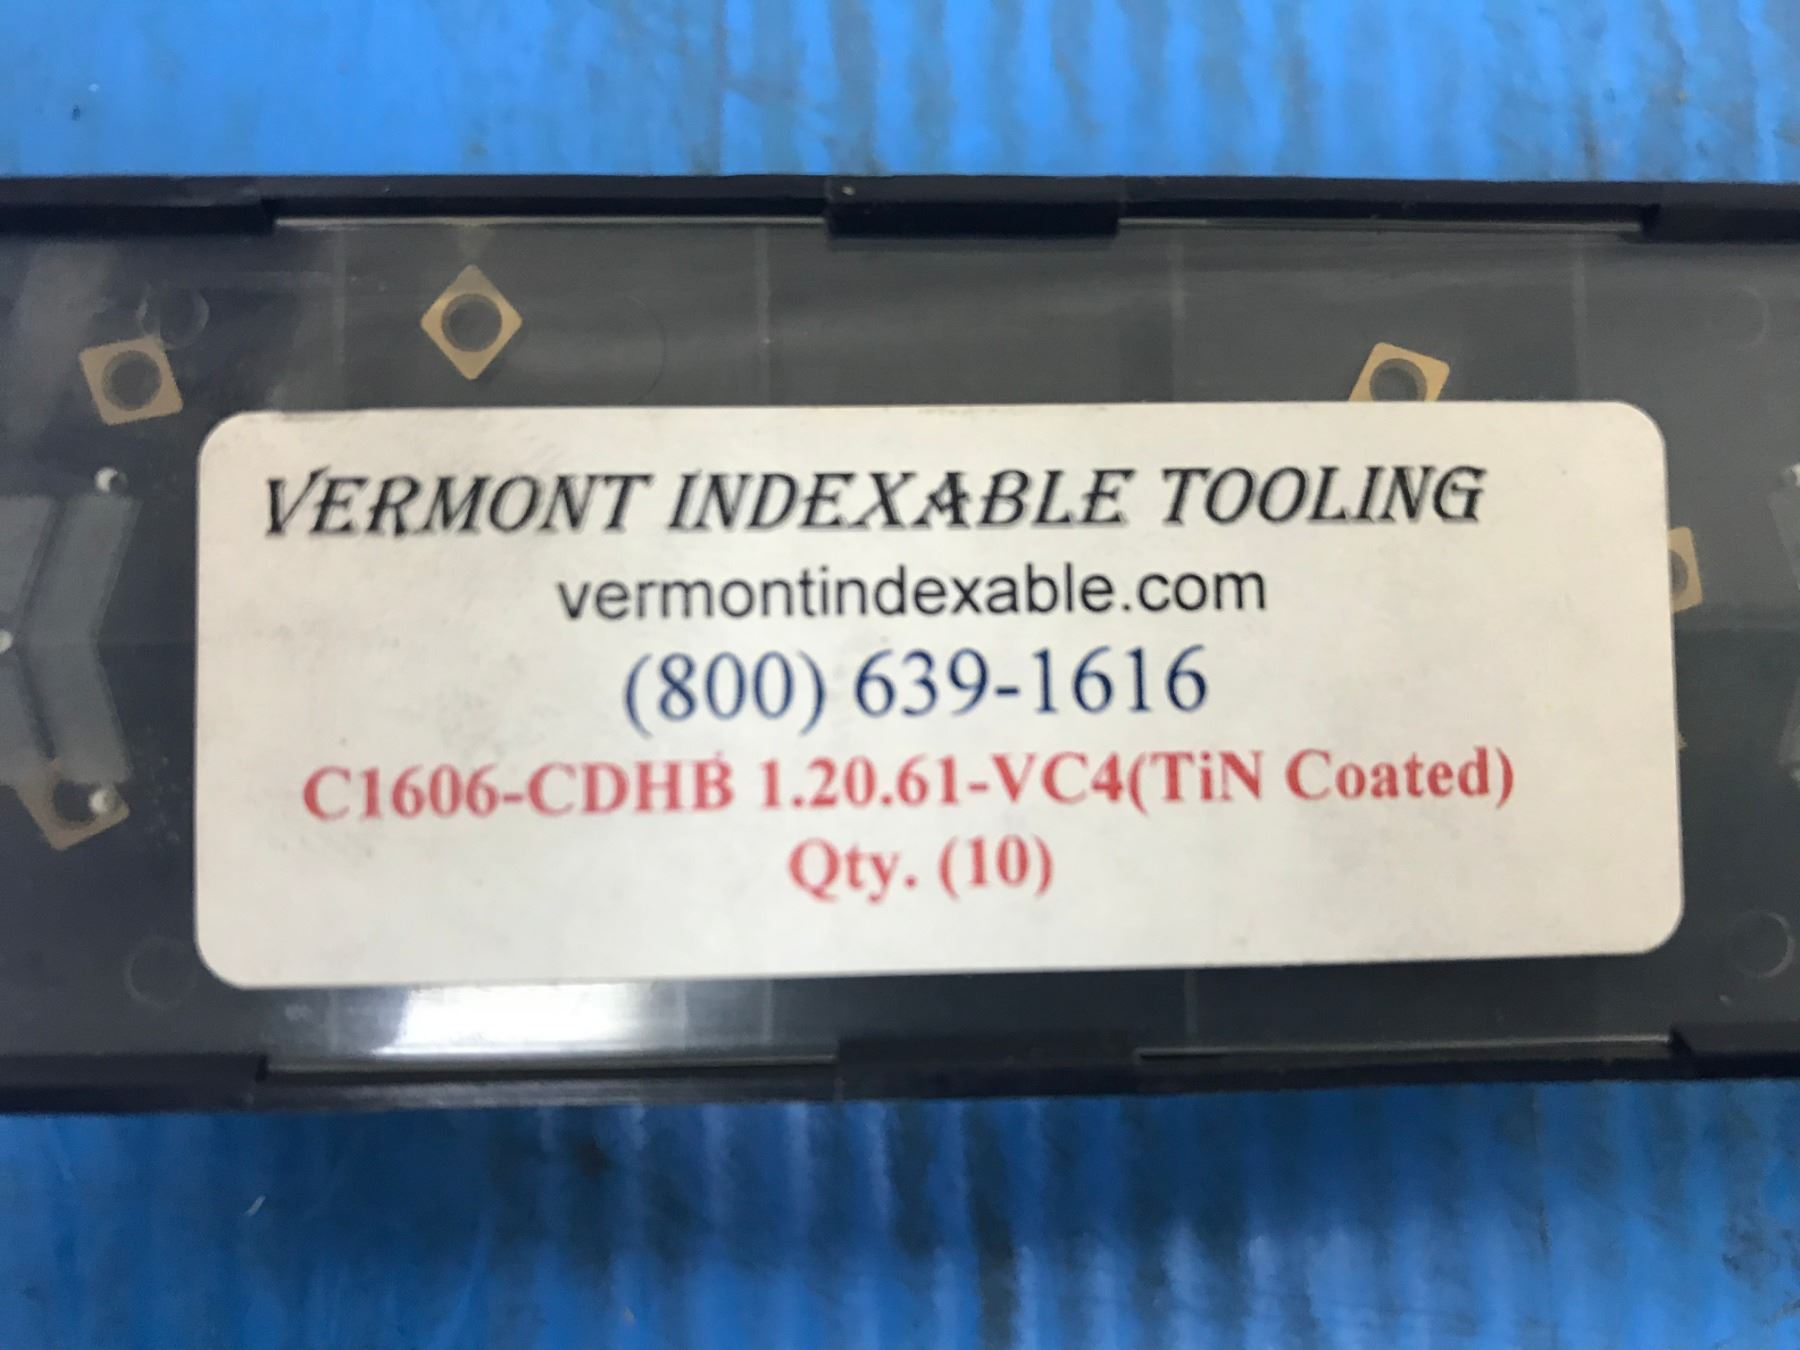 VERMONT INDEXABLE TOOLING
vermontindexable.com
(800) 639-1616
C1606-CDHB 1.20.61-VC4(TiN Coated)
Qty. (10)